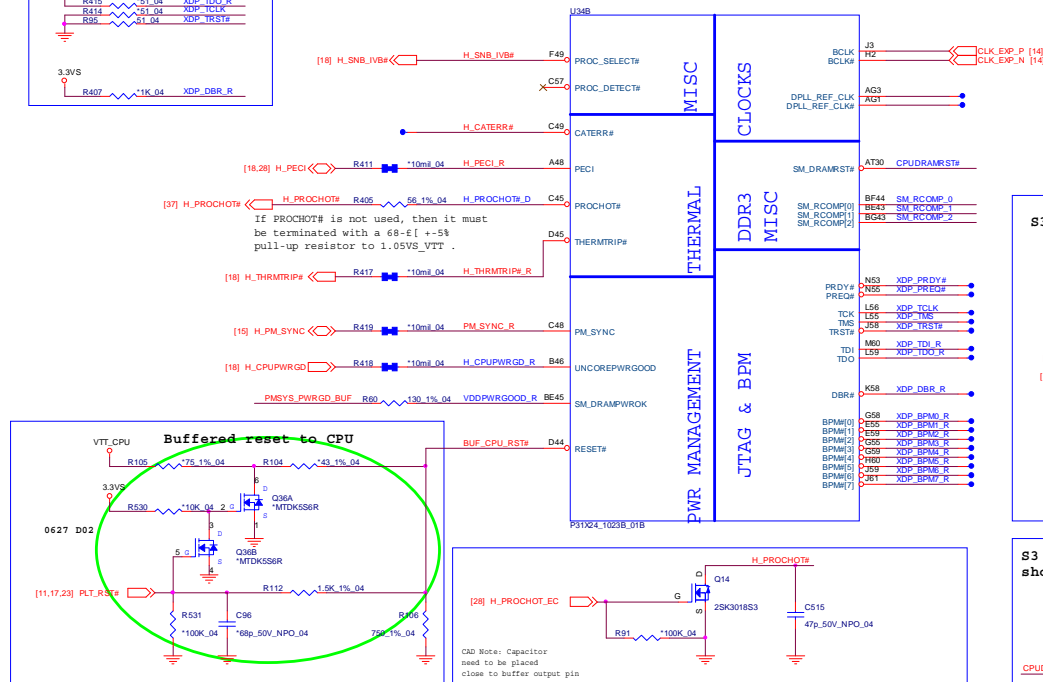 R415 *51_04 XDP_TDO_R
R414 *51_04 XDP_TCLK
R95 51_04 XDP_TRST#
3.3VS
R407 *1K_04 XDP_DBR_R
U34B
[18] H_SNB_IVB# H_SNB_IVB# F49 PROC_SELECT#
C57 PROC_DETECT#
H_CATERR# C49 CATERR#
[18,28] H_PECI R411 *10mil_04 H_PECI_R A48 PECI
[37] H_PROCHOT# H_PROCHOT# R405 56_1%_04 H_PROCHOT#_D C45 PROCHOT#
If PROCHOT# is not used, then it must
be terminated with a 68-£[ +-5%
pull-up resistor to 1.05VS_VTT .
D45 THERMTRIP#
[18] H_THRMTRIP# R417 *10mil_04 H_THRMTRIP#_R
[15] H_PM_SYNC R419 *10mil_04 PM_SYNC_R C48 PM_SYNC
[18] H_CPUPWRGD R418 *10mil_04 H_CPUPWRGD_R B46 UNCOREPWRGOOD
PMSYS_PWRGD_BUF R60 130_1%_04 VDDPWRGOOD_R BE45 SM_DRAMPWROK
BUF_CPU_RST# D44 RESET#
MISC
THERMAL
PWR MANAGEMENT
CLOCKS
DDR3
MISC
JTAG & BPM
BCLK J3 CLK_EXP_P [14]
BCLK# H2 CLK_EXP_N [14]
DPLL_REF_CLK AG3
DPLL_REF_CLK# AG1
SM_DRAMRST# AT30 CPUDRAMRST#
SM_RCOMP[0] BF44 SM_RCOMP_0
SM_RCOMP[1] BE43 SM_RCOMP_1
SM_RCOMP[2] BG43 SM_RCOMP_2
PRDY# N53 XDP_PRDY#
PREQ# N55 XDP_PREQ#
TCK L56 XDP_TCLK
TMS L55 XDP_TMS
TRST# J58 XDP_TRST#
TDI M60 XDP_TDI_R
TDO L59 XDP_TDO_R
DBR# K58 XDP_DBR_R
BPM#[0] G58 XDP_BPM0_R
BPM#[1] E55 XDP_BPM1_R
BPM#[2] E59 XDP_BPM2_R
BPM#[3] G55 XDP_BPM3_R
BPM#[4] G59 XDP_BPM4_R
BPM#[5] H60 XDP_BPM5_R
BPM#[6] J59 XDP_BPM6_R
BPM#[7] J61 XDP_BPM7_R
P31X24_1023B_01B
Buffered reset to CPU
VTT_CPU
R105 *75_1%_04 R104 *43_1%_04
3.3VS
6 D
Q36A
*MTDK5S6R
R530 *10K_04 2 G
1 S
0627 D02
3 D
5 G
Q36B
*MTDK5S6R
4 S
[11,17,23] PLT_RST# R112 1.5K_1%_04
R531
*100K_04
C96
*68p_50V_NPO_04
R106
750_1%_04
H_PROCHOT#
[28] H_PROCHOT_EC G D S Q14
2SK3018S3
R91 *100K_04
C515
47p_50V_NPO_04
CAD Note: Capacitor
need to be placed
close to buffer output pin
S3
sho
CPUD